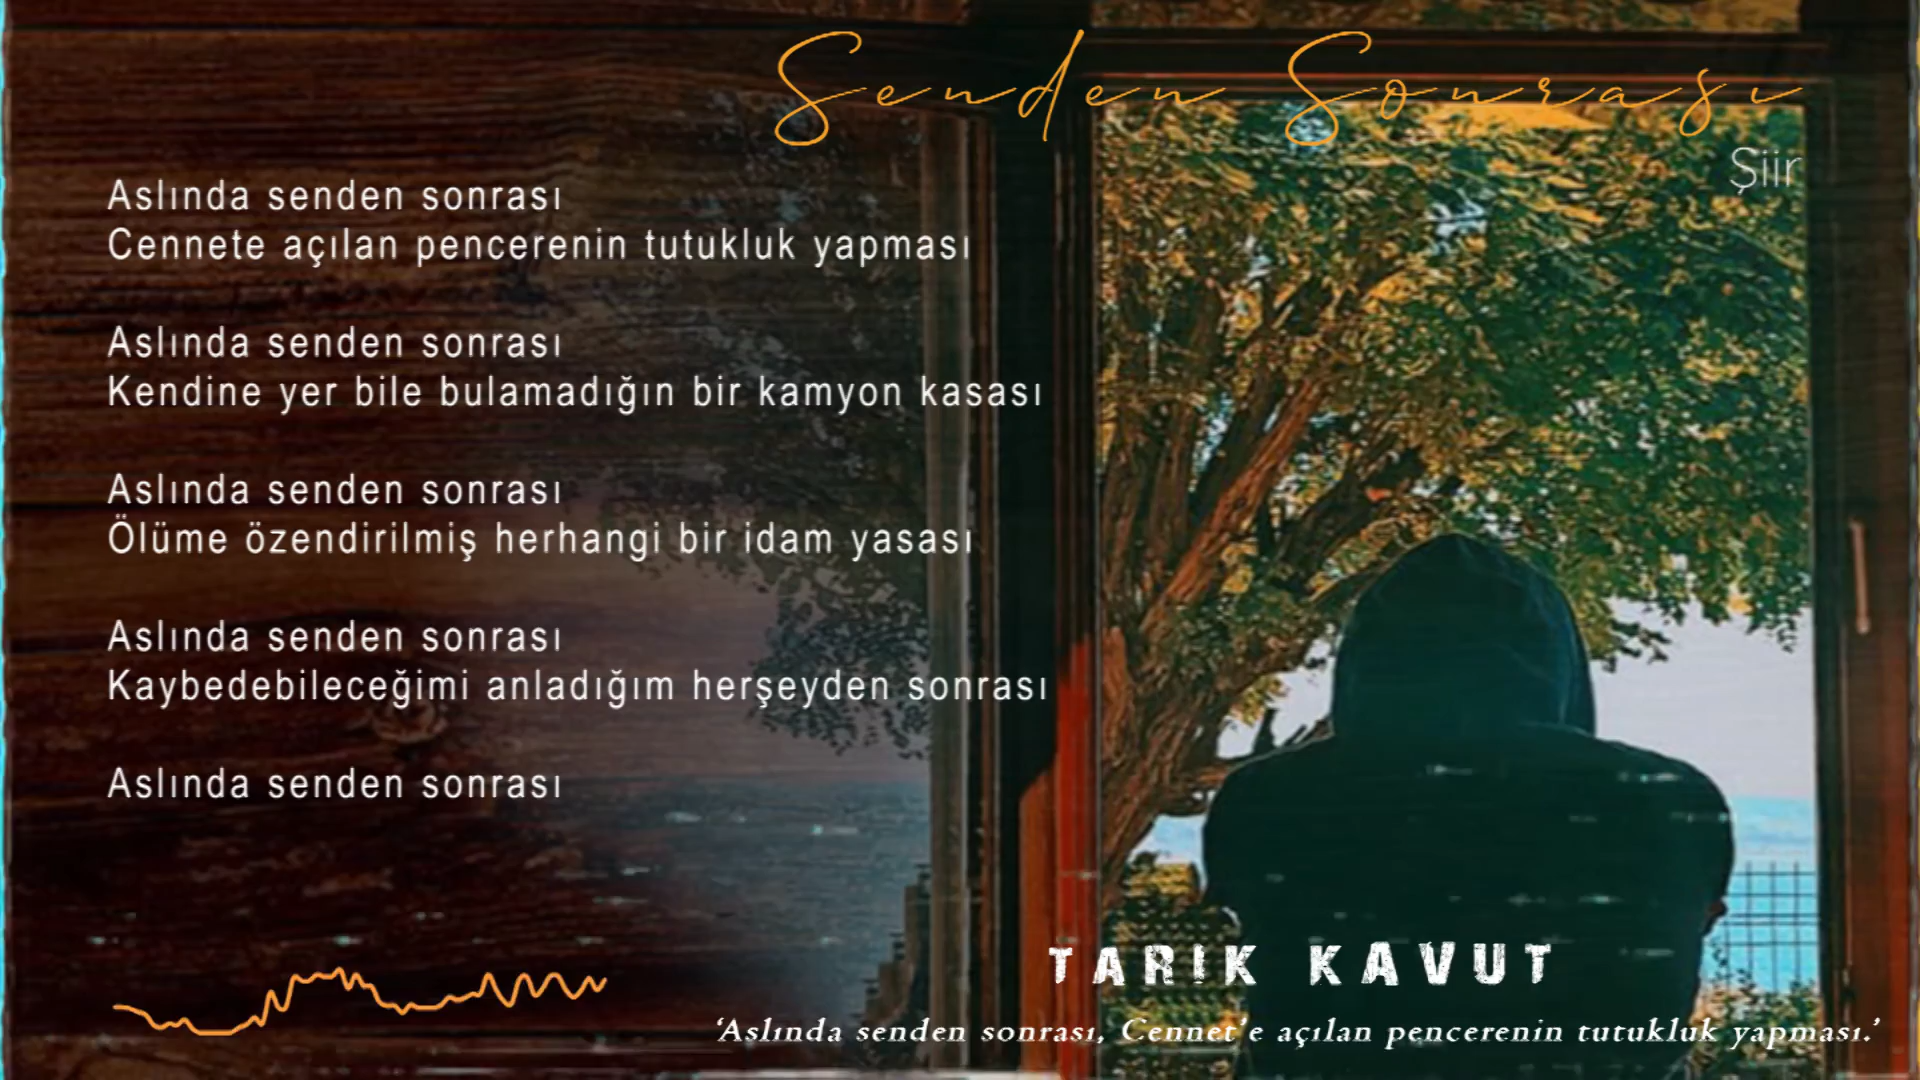 Senden Sonrası
Şiir
Aslında senden sonrası
Cennete açılan pencerenin tutukluk yapması
Aslında senden sonrası
Kendine yer bile bulamadığın bir kamyon kasası
Aslında senden sonrası
Ölüme özendirilmiş herhangi bir idam yasası
Aslında senden sonrası
Kaybedebileceğimi anladığım herşeyden sonrası
Aslında senden sonrası
TARIK KAVUT
‘Aslında senden sonrası, Cennet’e açılan pencerenin tutukluk yapması.’